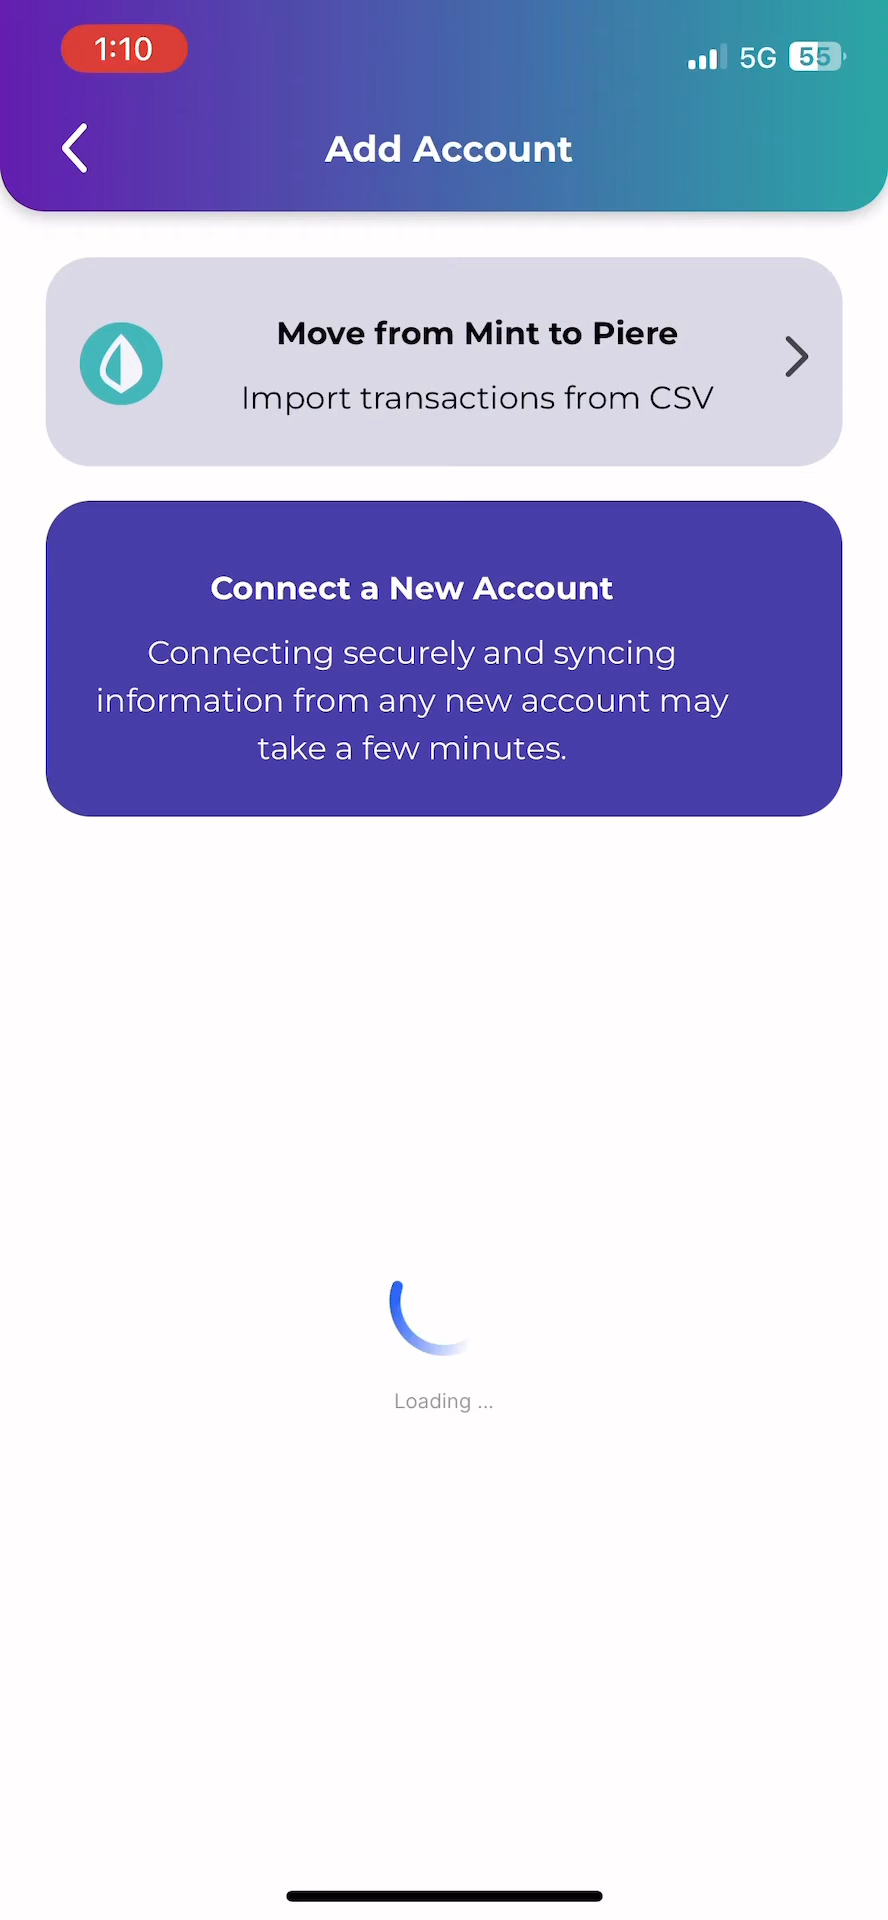 1:10
5G
55
Add Account
Move from Mint to Piere
Import transactions from CSV
Connect a New Account
Connecting securely and syncing
information from any new account may
take a few minutes.
Loading ...